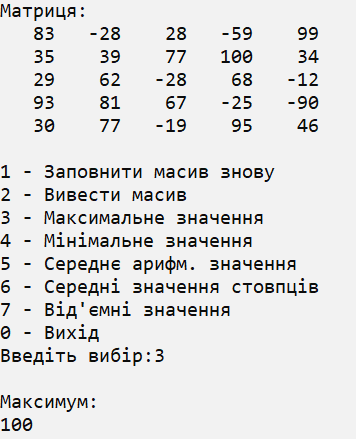 Матриця:
83 -28 28 -59 99
35 39 77 100 34
29 62 -28 68 -12
93 81 67 -25 -90
30 77 -19 95 46
1 - Заповнити масив знову
2 - Вивести масив
3 - Максимальне значення
4 - Мінімальне значення
5 - Середнє арифм. значення
6 - Середні значення стовпців
7 - Від'ємні значення
0 - Вихід
Введіть вибір:3
Максимум:
100